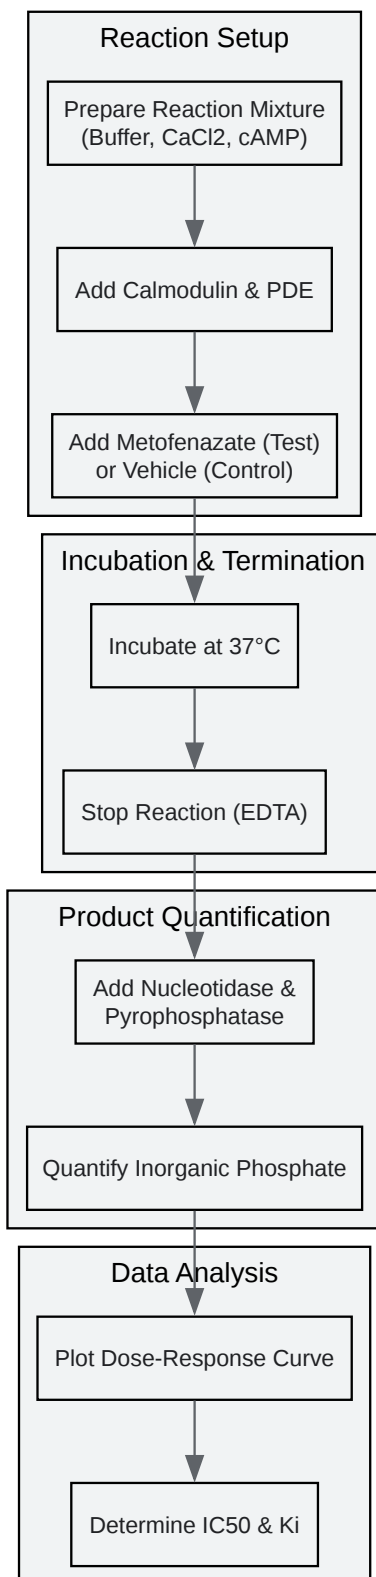 Reaction Setup
Prepare Reaction Mixture
(Buffer, CaCl2, cAMP)
Add Calmodulin & PDE
Add Metofenazate (Test)
or Vehicle (Control)
Incubation & Termination
Incubate at 37°C
Stop Reaction (EDTA)
Product Quantification
Add Nucleotidase &
Pyrophosphatase
Quantify Inorganic Phosphate
Data Analysis
Plot Dose-Response Curve
Determine IC50 & Ki